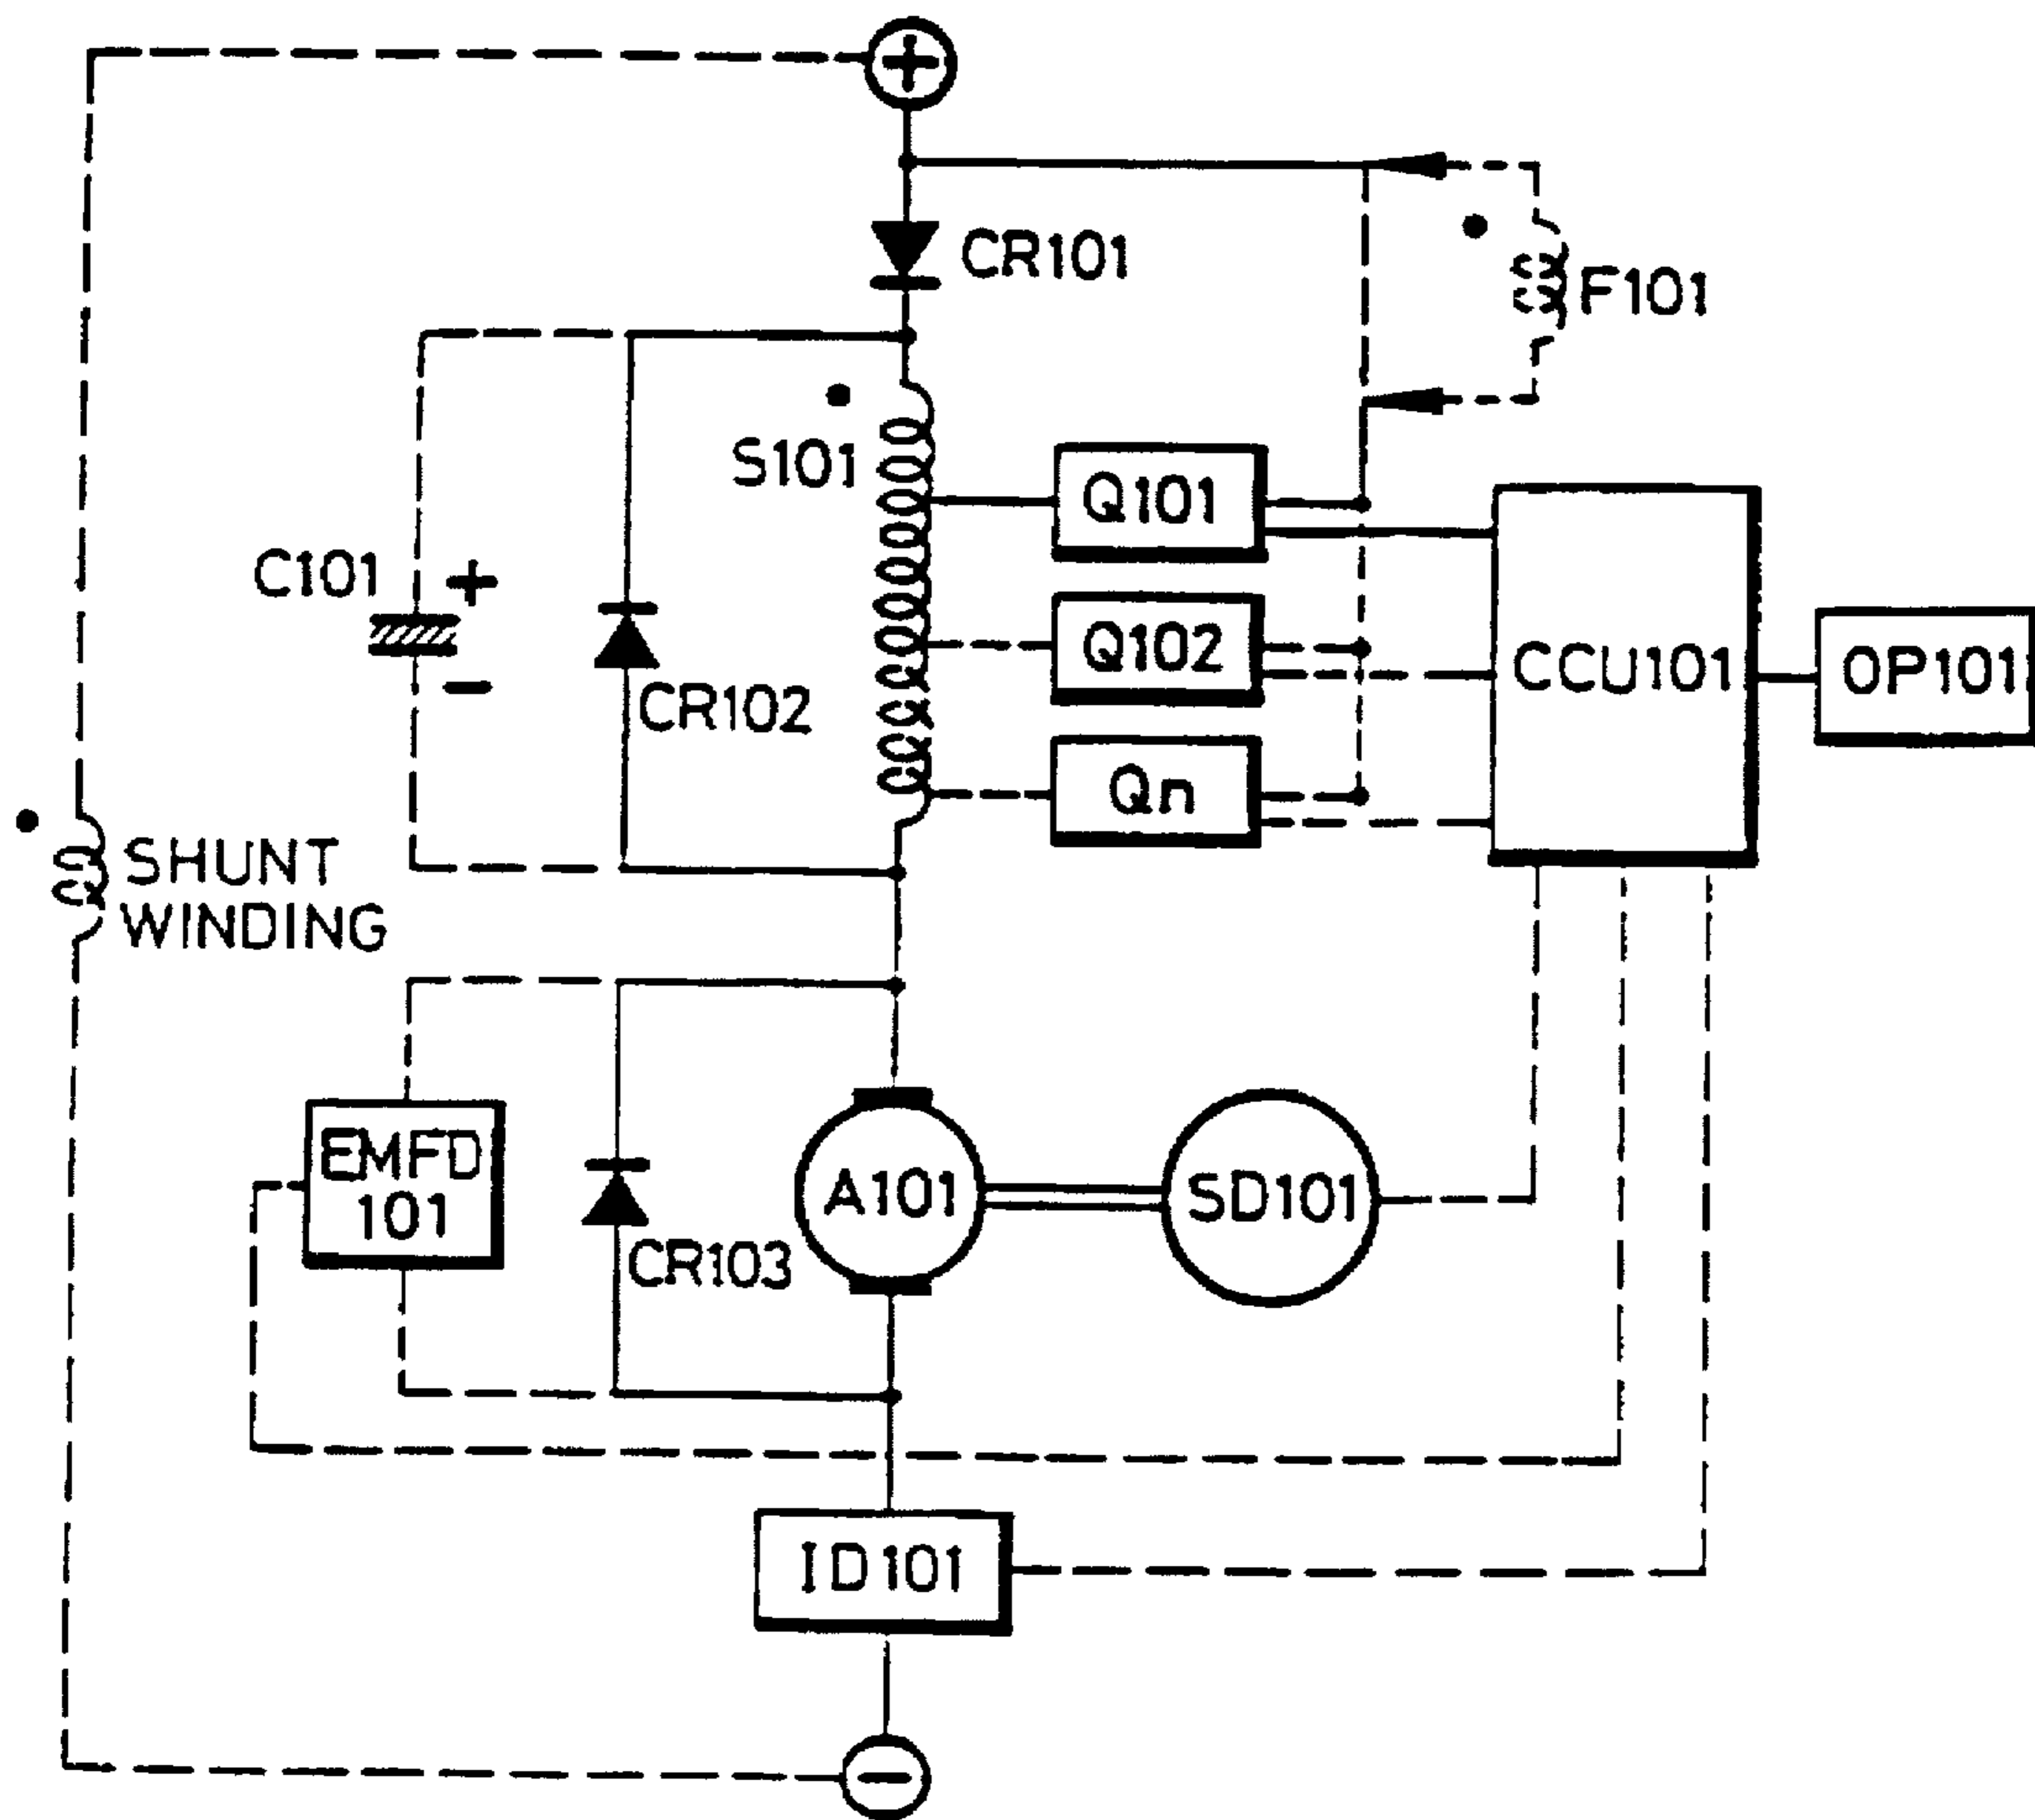 +
CR101
F101
S101
Q101
C101
+
Q102
CCU101
OP101
−
CR102
Qn
SHUNT
WINDING
EMFD
101
A101
SD101
CR103
ID101
−